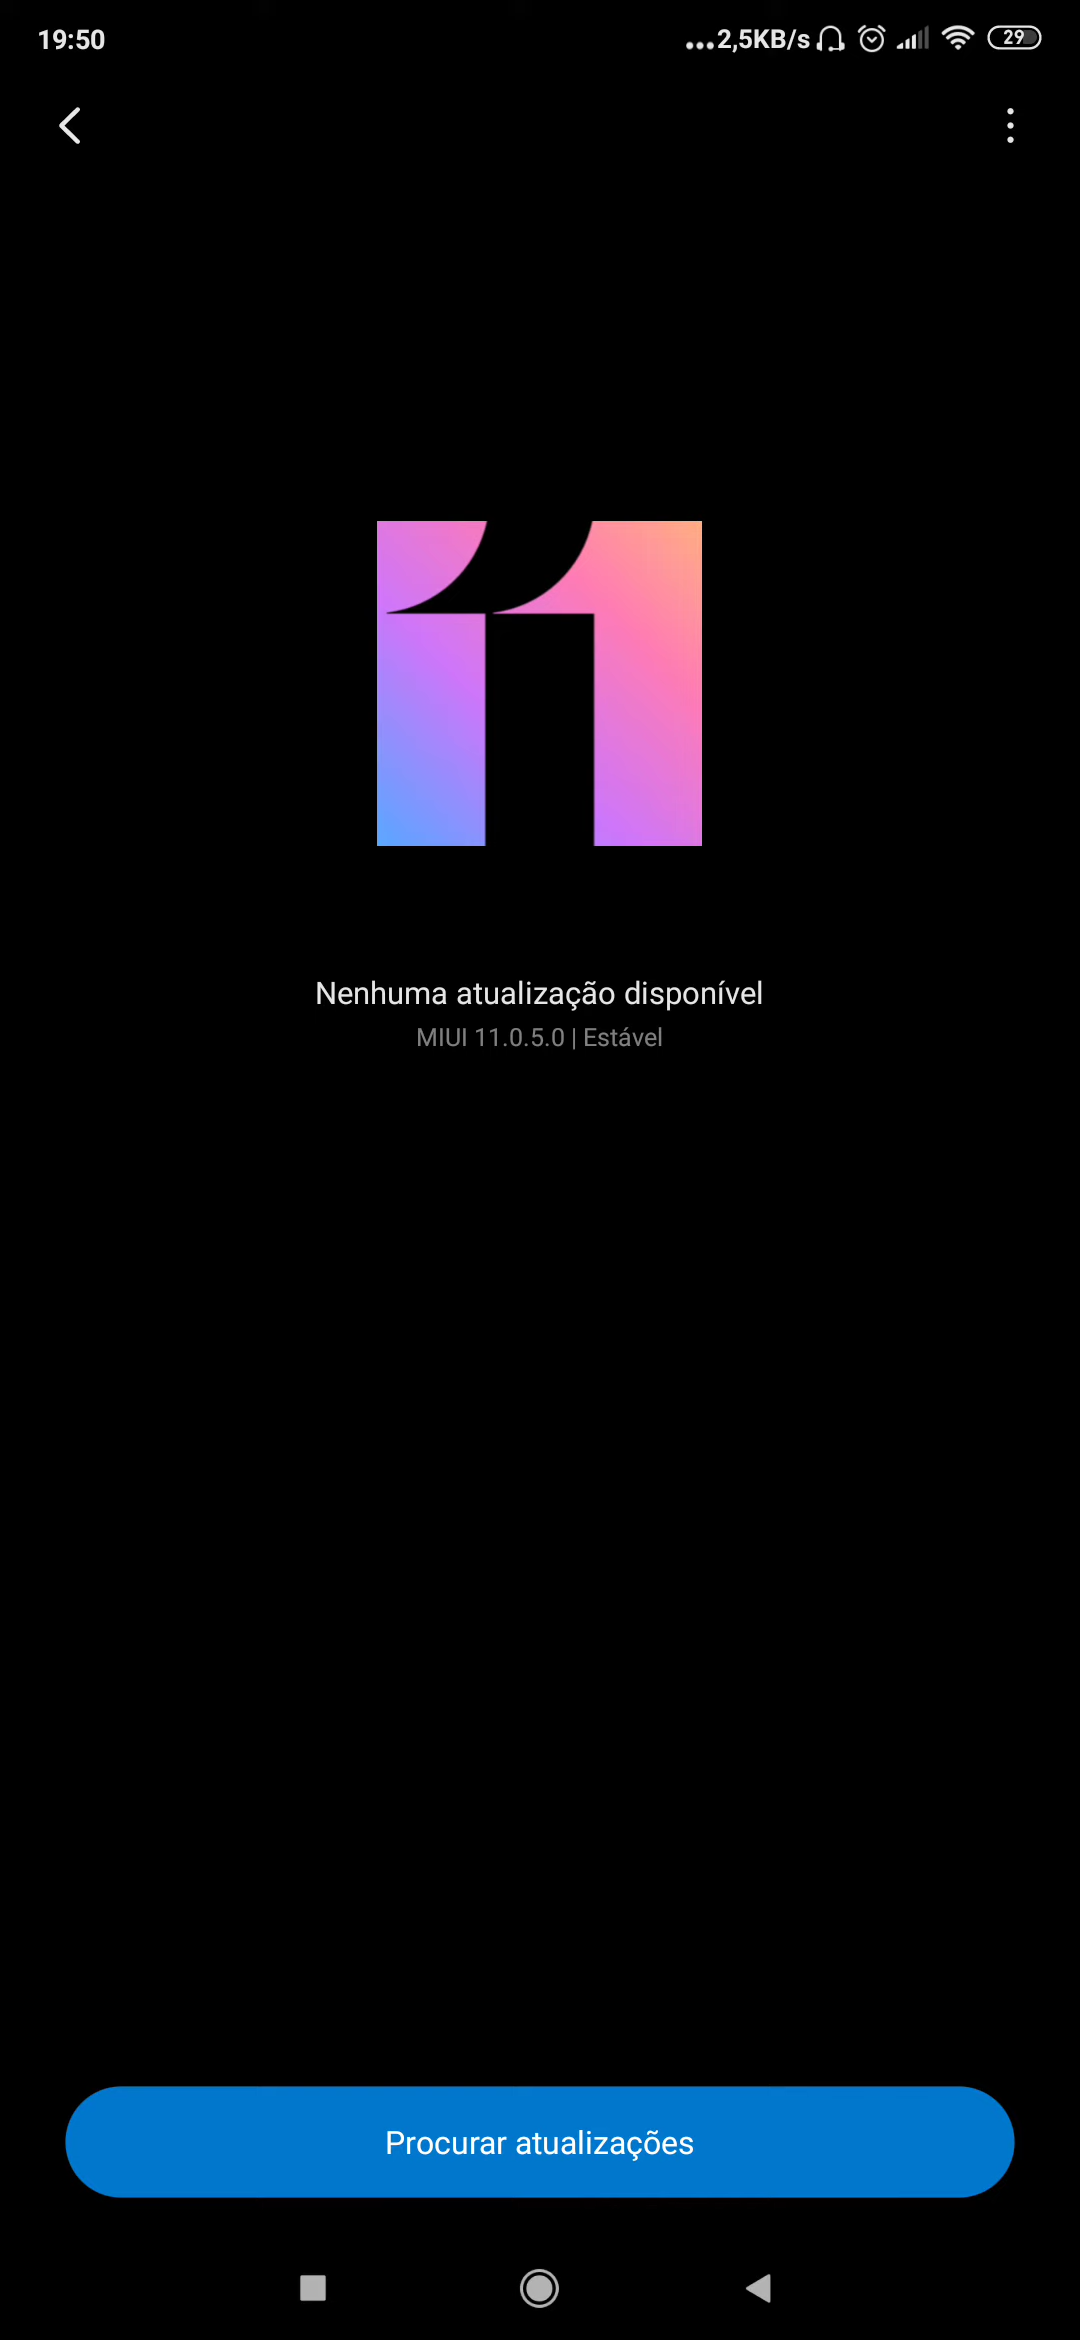 19:50
...2,5KB/s 29
Nenhuma atualização disponível
MIUI 11.0.5.0 | Estável
Procurar atualizações